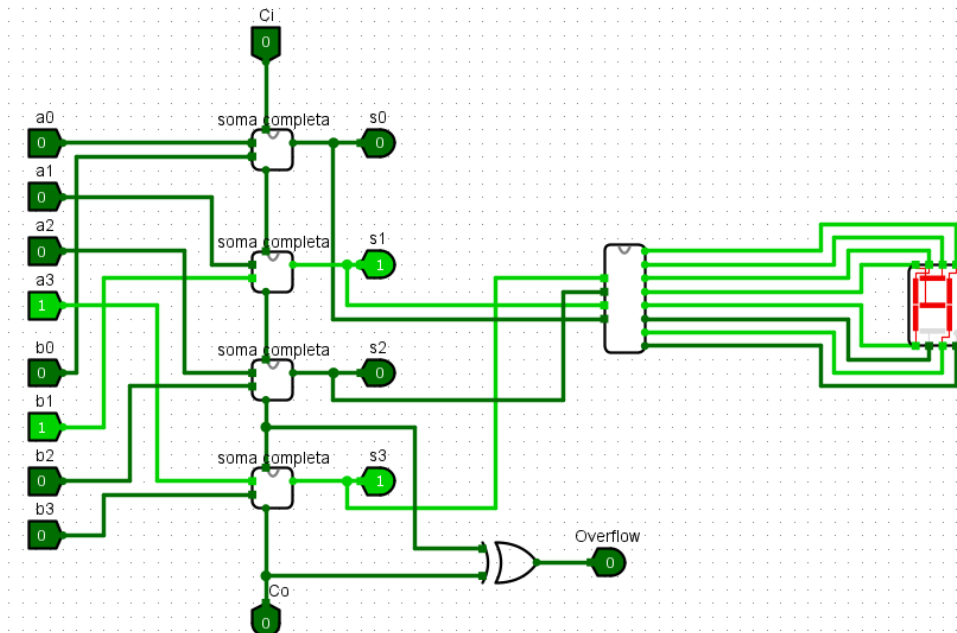 Ci
0
soma completa
a0
0
s0
0
a1
0
a2
0
soma completa
s1
1
a3
1
b0
0
soma completa
s2
0
b1
1
b2
0
soma completa
s3
1
b3
0
Overflow
0
Co
0